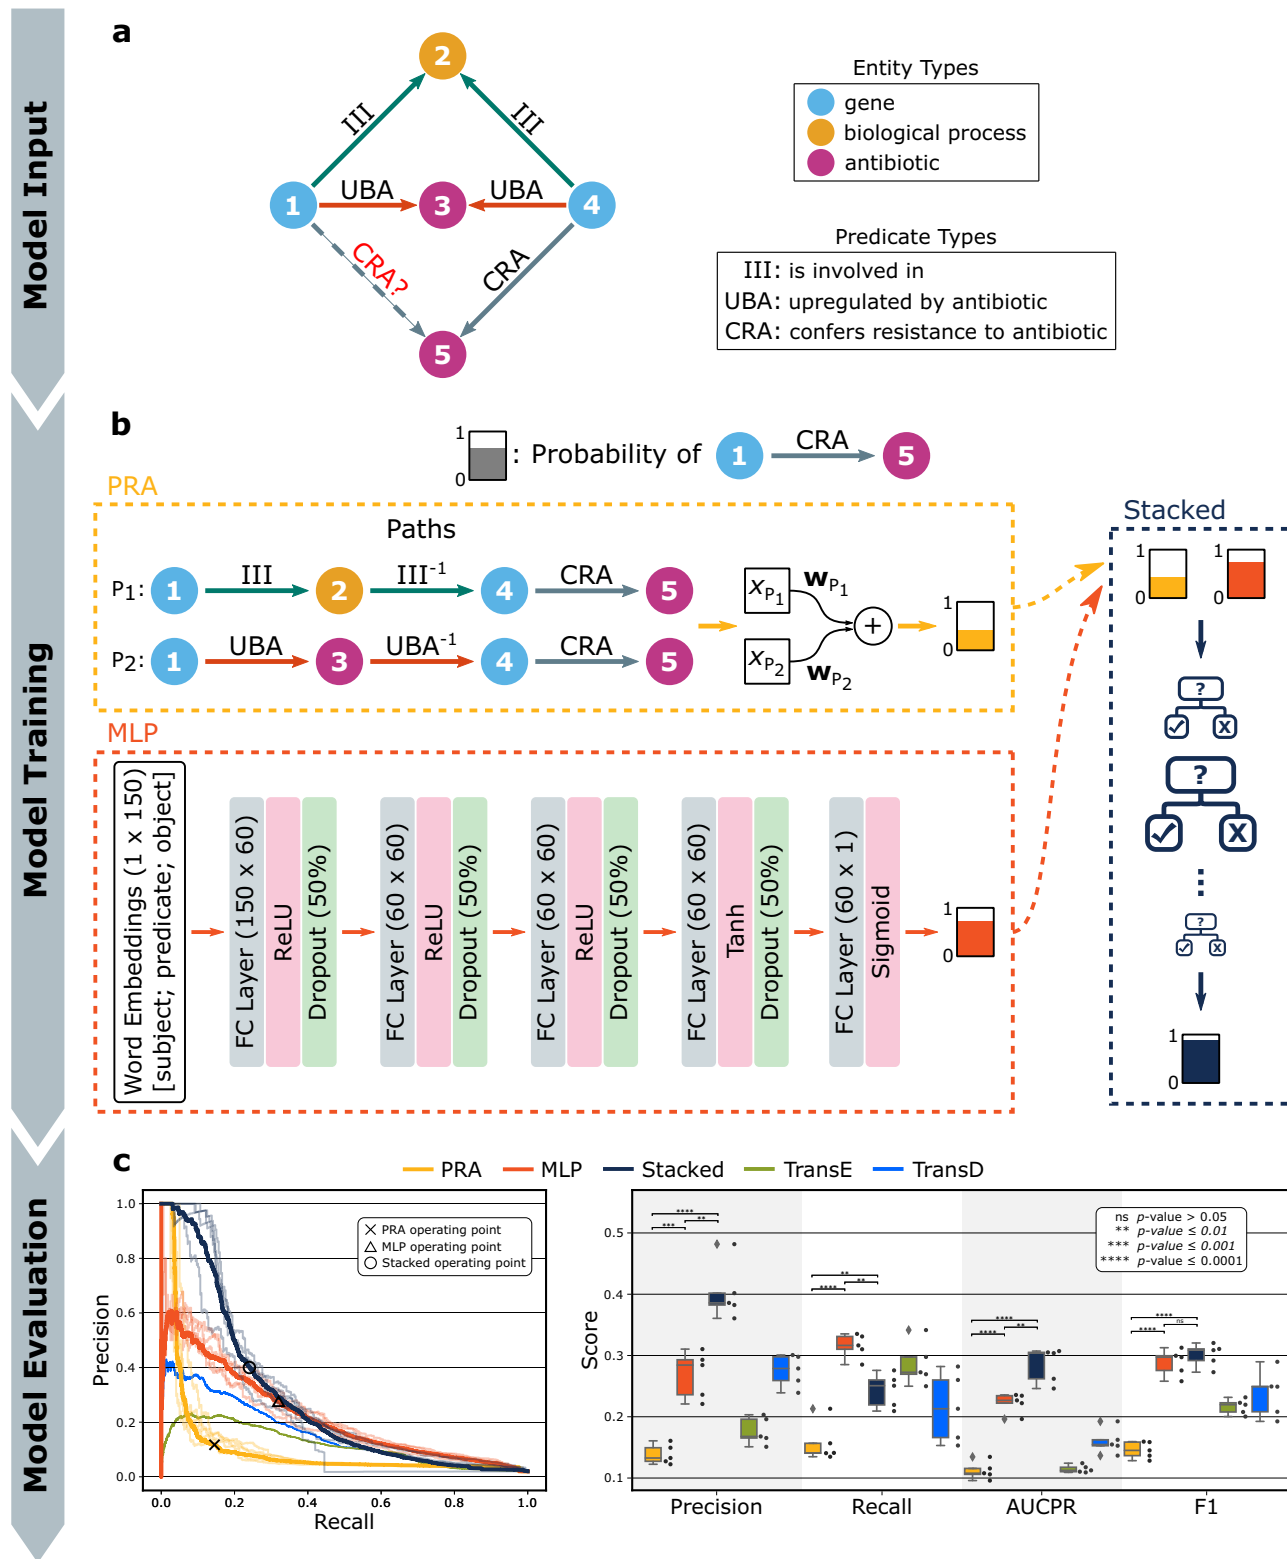 Model Input
a
2
III
III
1
UBA
3
UBA
4
CRA?
CRA
5
Entity Types
gene
biological process
antibiotic
Predicate Types
III: is involved in
UBA: upregulated by antibiotic
CRA: confers resistance to antibiotic
Model Training
b
1
0
: Probability of
1
CRA
5
PRA
Paths
P1:
1
III
2
III-1
4
CRA
5
P2:
1
UBA
3
UBA-1
4
CRA
5
xP1
wP1
xP2
wP2
+
1
0
MLP
Word Embeddings (1 x 150)
[subject; predicate; object]
FC Layer (150 x 60)
ReLU
Dropout (50%)
FC Layer (60 x 60)
ReLU
Dropout (50%)
FC Layer (60 x 60)
ReLU
Dropout (50%)
FC Layer (60 x 60)
Tanh
Dropout (50%)
FC Layer (60 x 1)
Sigmoid
1
0
Stacked
1
0
1
0
?
X
?
X
?
X
1
0
Model Evaluation
c
PRA MLP Stacked TransE TransD
Precision
1.0
0.8
0.6
0.4
0.2
0.0
PRA operating point
MLP operating point
Stacked operating point
0.0 0.2 0.4 0.6 0.8 1.0
Recall
Score
0.5
0.4
0.3
0.2
0.1
****
***
**
**
****
**
****
****
**
****
****
ns
ns p-value > 0.05
** p-value ≤ 0.01
*** p-value ≤ 0.001
**** p-value ≤ 0.0001
Precision Recall AUCPR F1